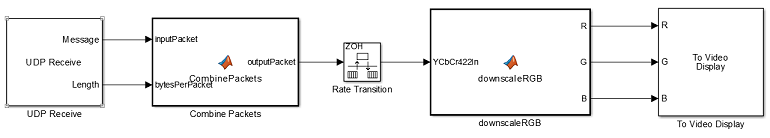 Message
UDP Receive
Length
UDP Receive
inputPacket
CombinePackets
outputPacket
bytesPerPacket
Combine Packets
ZOH
Rate Transition
YCbCr422In
downscaleRGB
R
G
B
downscaleRGB
R
G
B
To Video
Display
To Video Display